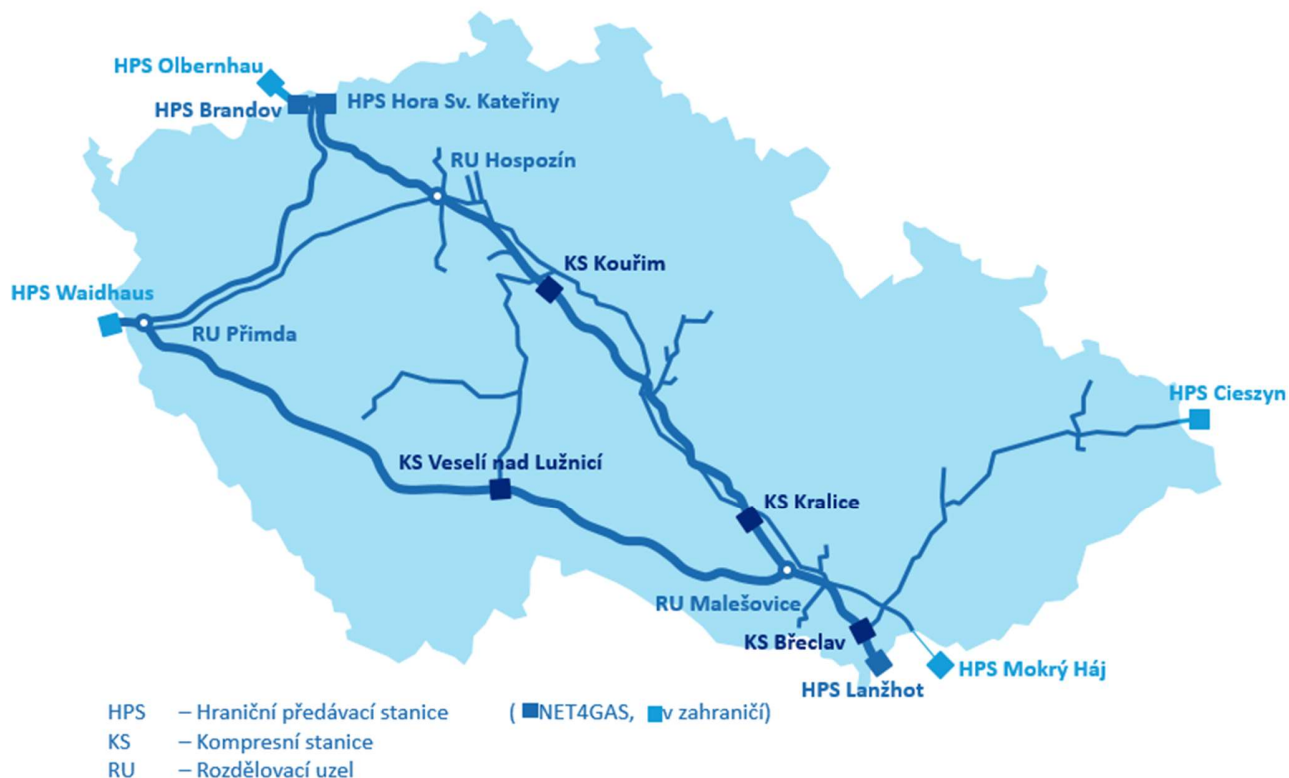 HPS Olbernhau
HPS Brandov
HPS Hora Sv. Kateřiny
RU Hospozín
KS Kouřim
HPS Waidhaus
RU Přimda
HPS Cieszyn
KS Veselí nad Lužnicí
KS Kralice
RU Malešovice
KS Břeclav
HPS Mokrý Háj
HPS Lanžhot
HPS – Hraniční předávací stanice ( NET4GAS, v zahraničí)
KS – Kompresní stanice
RU – Rozdělovací uzel